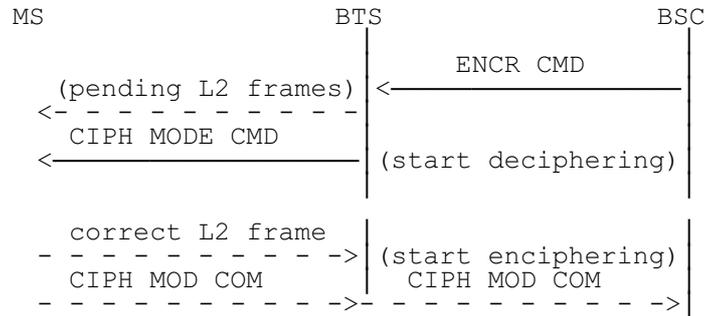 MS BTS BSC
ENCR CMD
(pending L2 frames)
CIPH MODE CMD
(start deciphering)
correct L2 frame
(start enciphering)
CIPH MOD COM CIPH MOD COM